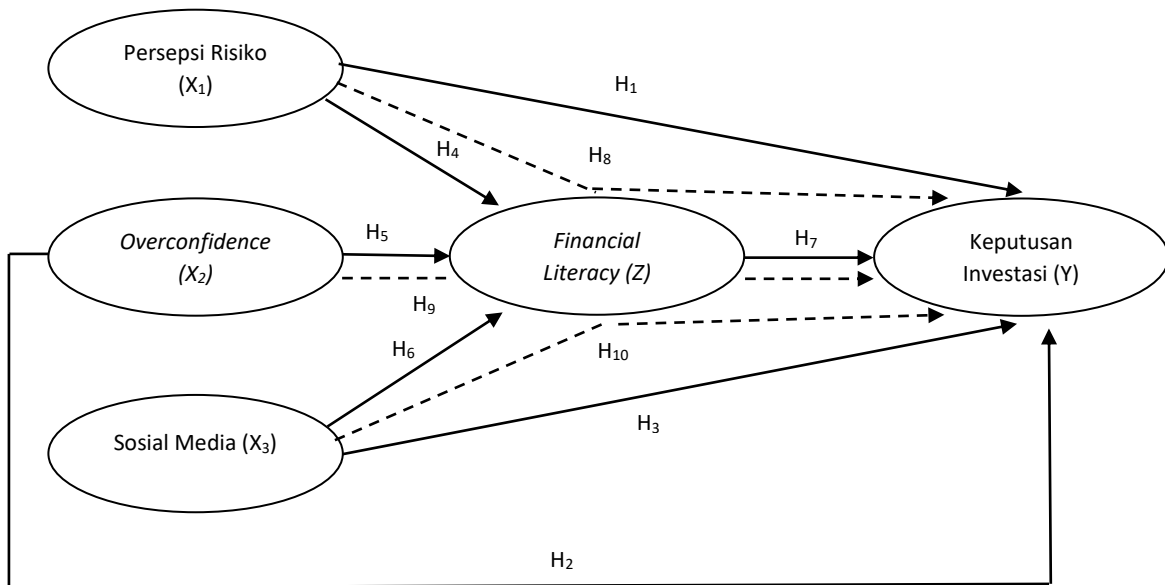 Persepsi Risiko
(X₁)
H₁
H₄
H₈
Overconfidence
(X₂)
H₅
Financial
Literacy (Z)
H₇
Keputusan
Investasi (Y)
H₉
H₆
H₁₀
Sosial Media (X₃)
H₃
H₂